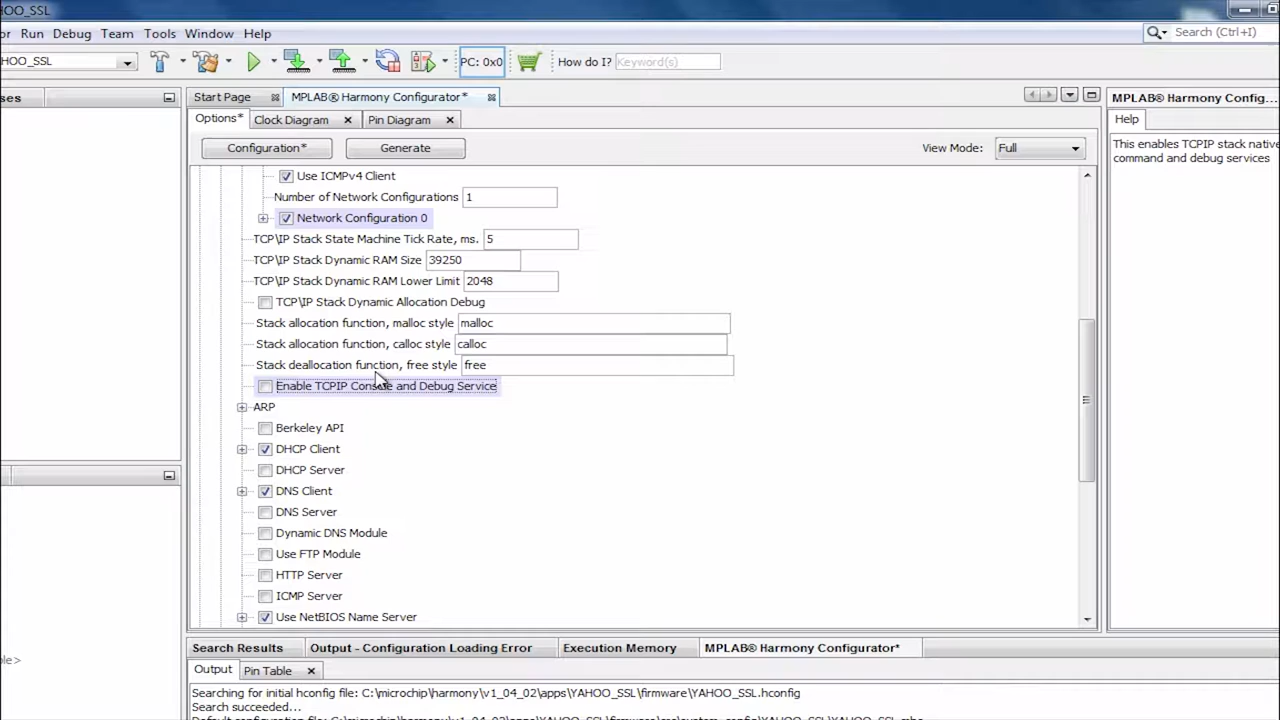 HOO_SSL
or Run Debug Team Tools Window Help
Search (Ctrl+I)
HOO_SSL
PC: 0x0
How do I? Keyword(s)
ses
Start Page
MPLAB® Harmony Configurator*
MPLAB® Harmony Config...
Options*
Clock Diagram
Pin Diagram
Help
Configuration*
Generate
View Mode: Full
This enables TCPIP stack native
command and debug services
Use ICMPv4 Client
Number of Network Configurations 1
Network Configuration 0
TCP\IP Stack State Machine Tick Rate, ms. 5
TCP\IP Stack Dynamic RAM Size 39250
TCP\IP Stack Dynamic RAM Lower Limit 2048
TCP\IP Stack Dynamic Allocation Debug
Stack allocation function, malloc style malloc
Stack allocation function, calloc style calloc
Stack deallocation function, free style free
Enable TCPIP Console and Debug Service
ARP
Berkeley API
DHCP Client
DHCP Server
DNS Client
DNS Server
Dynamic DNS Module
Use FTP Module
HTTP Server
ICMP Server
Use NetBIOS Name Server
Search Results
Output - Configuration Loading Error
Execution Memory
MPLAB® Harmony Configurator*
ble>
Output
Pin Table
Searching for initial hconfig file: C:\microchip\harmony\v1_04_02\apps\YAHOO_SSL\firmware\YAHOO_SSL.hconfig
Search succeeded...